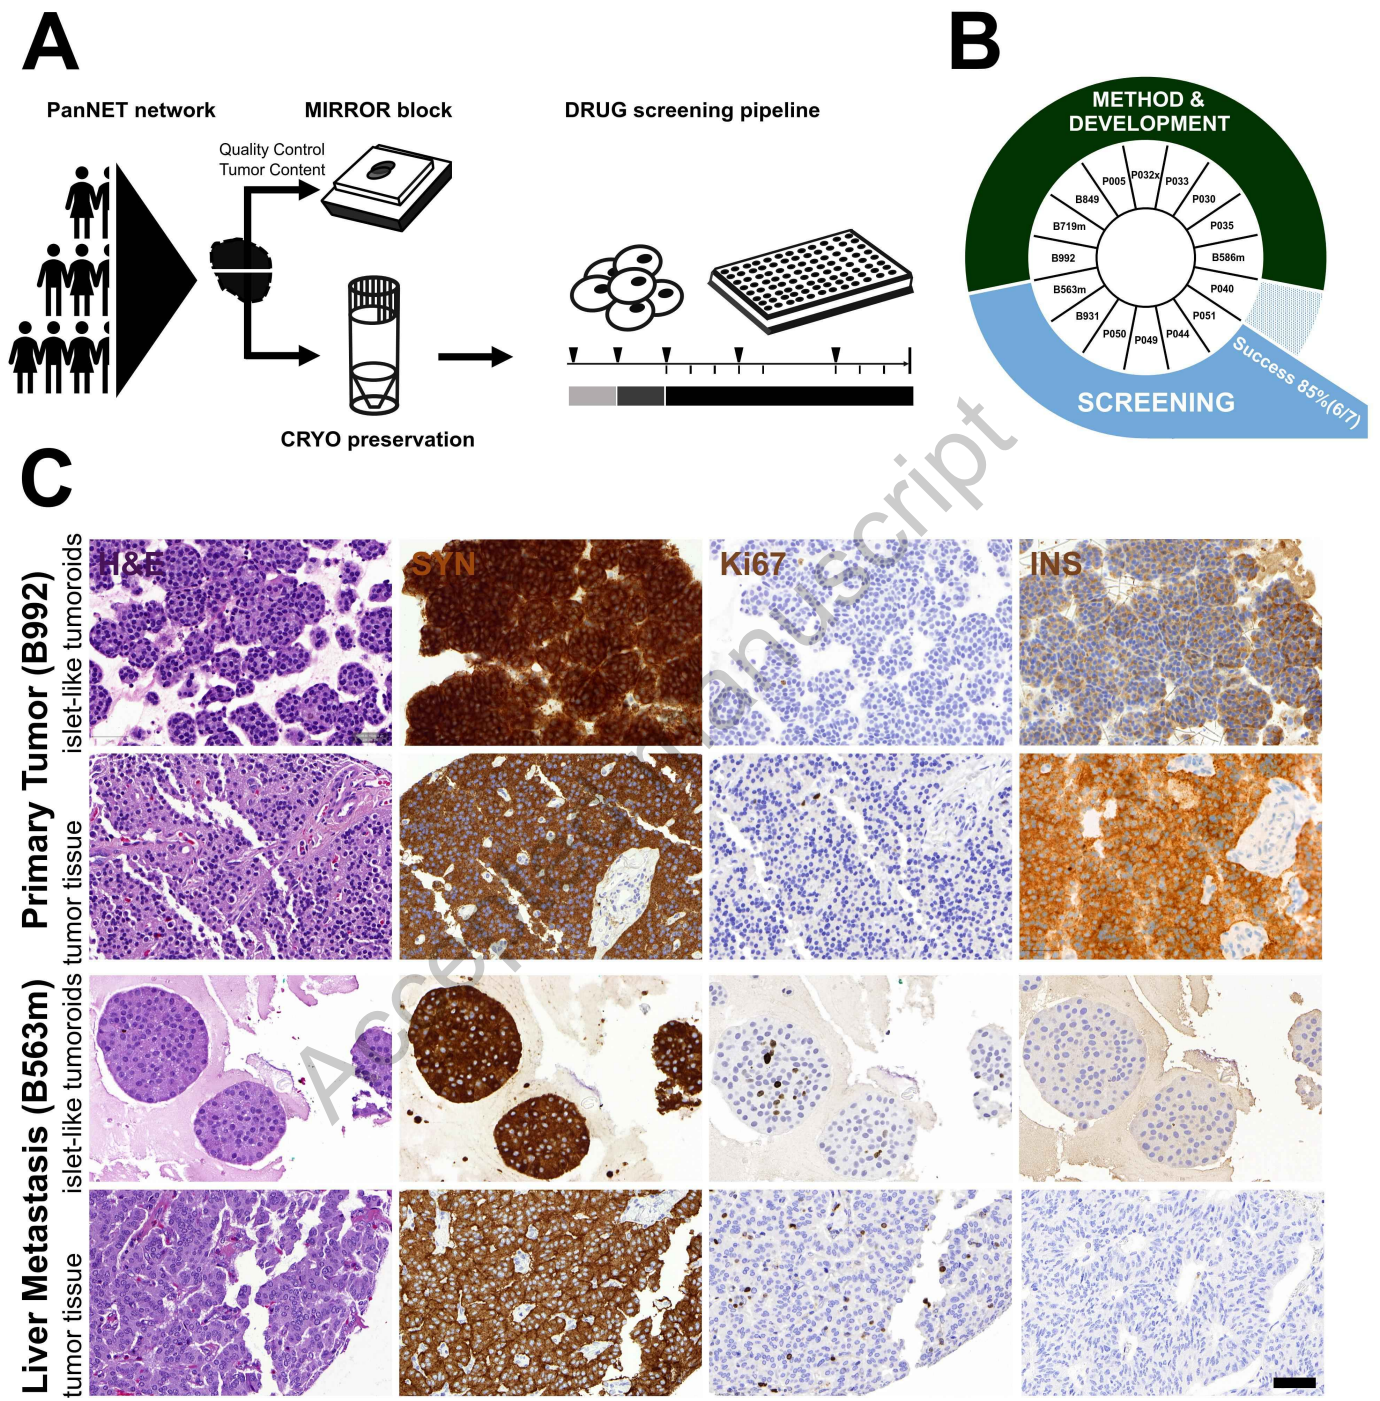 A
PanNET network
MIRROR block
DRUG screening pipeline
Quality Control
Tumor Content
CRYO preservation
B
METHOD &
DEVELOPMENT
P032x
P033
P030
P035
B586m
P040
P051
P044
P049
P050
B931
B563m
B992
B719m
B849
P005
SCREENING
Success 85%(6/7)
C
Primary Tumor (B992)
islet-like tumoroids
H&E
SYN
Ki67
INS
tumor tissue
Liver Metastasis (B563m)
islet-like tumoroids
tumor tissue